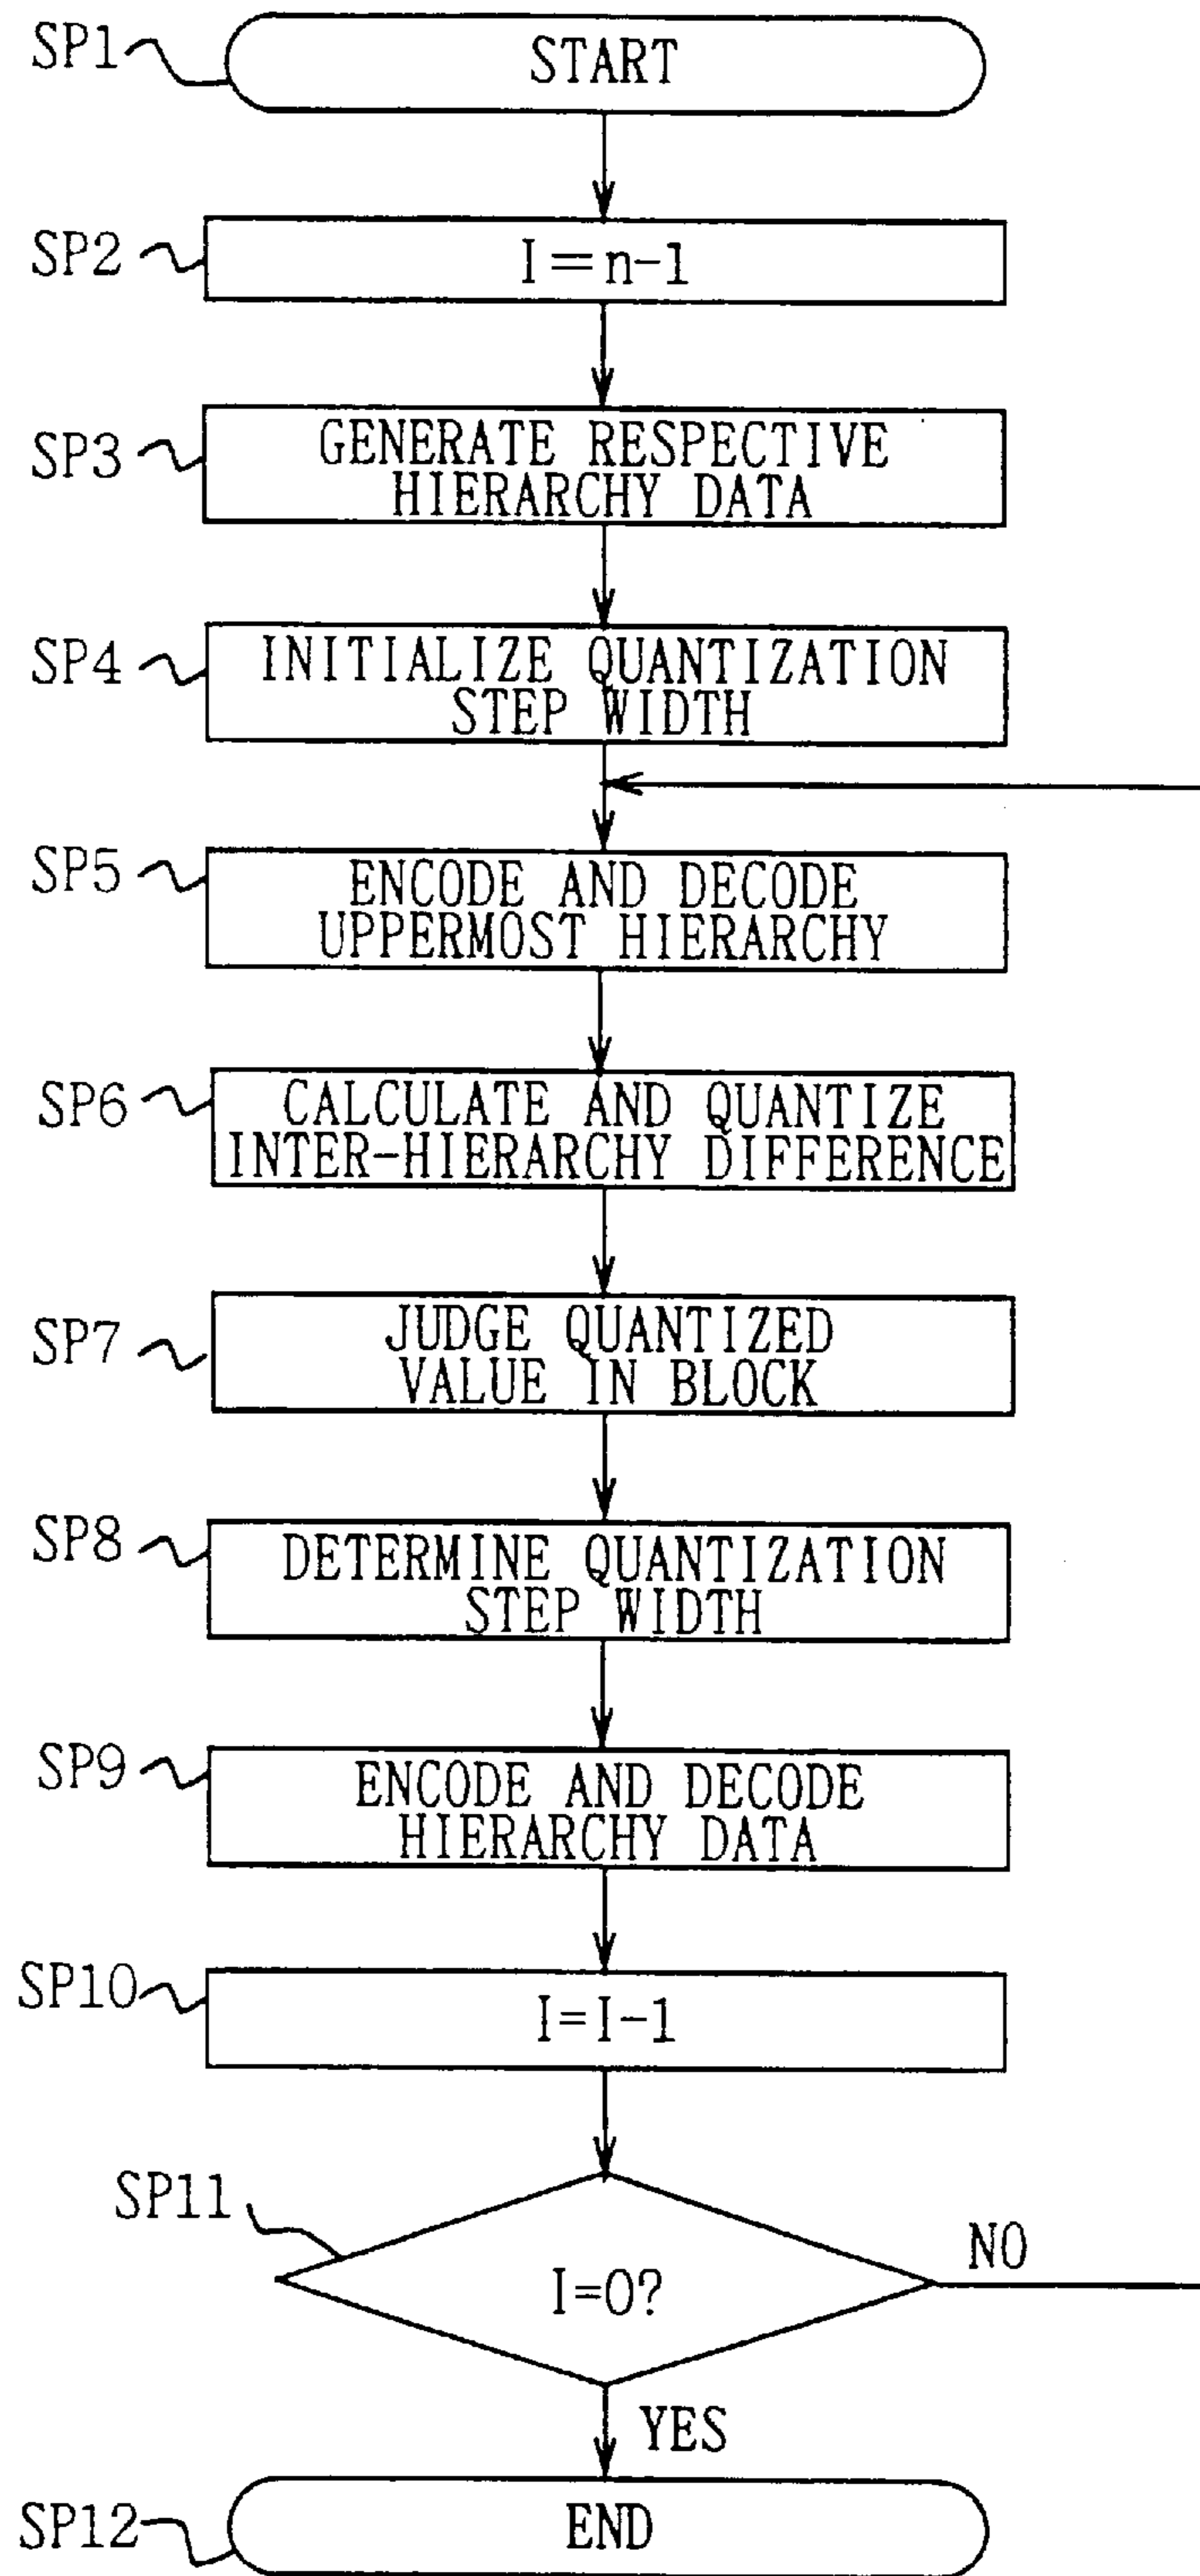 SP1
START
SP2
I=n-1
SP3
GENERATE RESPECTIVE
HIERARCHY DATA
SP4
INITIALIZE QUANTIZATION
STEP WIDTH
SP5
ENCODE AND DECODE
UPPERMOST HIERARCHY
SP6
CALCULATE AND QUANTIZE
INTER-HIERARCHY DIFFERENCE
SP7
JUDGE QUANTIZED
VALUE IN BLOCK
SP8
DETERMINE QUANTIZATION
STEP WIDTH
SP9
ENCODE AND DECODE
HIERARCHY DATA
SP10
I=I-1
SP11
I=0?
NO
YES
SP12
END